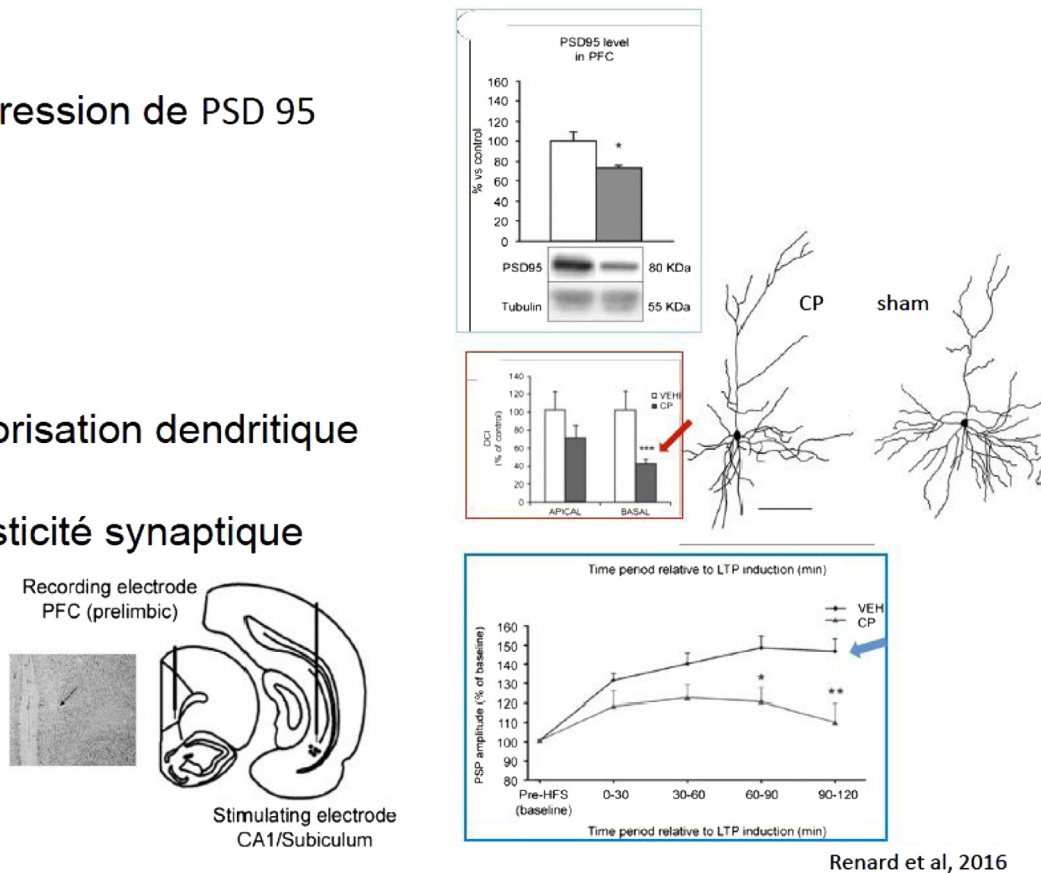 PSD95 level
in PFC
ression de PSD 95
160
140
120
100
80
60
40
20
0
% vs control
*
PSD95
80 KDa
Tubulin
55 KDa
CP
sham
orisation dendritique
140
120
100
80
60
40
20
0
DCI
(% of control)
VEHI
CP
***
APICAL
BASAL
sticité synaptique
Recording electrode
PFC (prelimbic)
Stimulating electrode
CA1/Subiculum
Time period relative to LTP induction (min)
VEH
CP
160
150
140
130
120
110
100
90
80
PSP amplitude (% of baseline)
*
**
Pre-HFS
(baseline)
0-30
30-60
60-90
90-120
Time period relative to LTP induction (min)
Renard et al, 2016